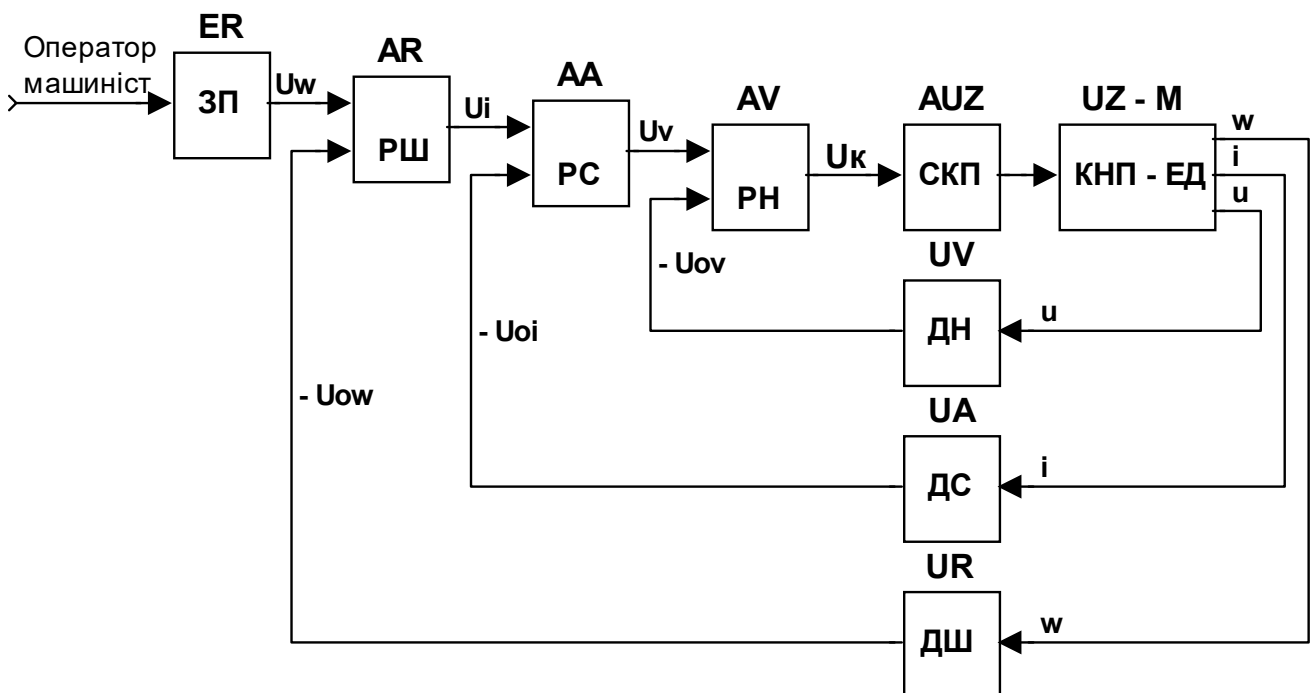 ER
Оператор
машиніст
ЗП
Uw
AR
РШ
Ui
AA
РС
Uv
AV
РН
Uк
AUZ
СКП
UZ - M
КНП - ЕД
w
i
u
- Uov
UV
ДН
u
- Uoi
UA
ДС
i
- Uow
UR
ДШ
w